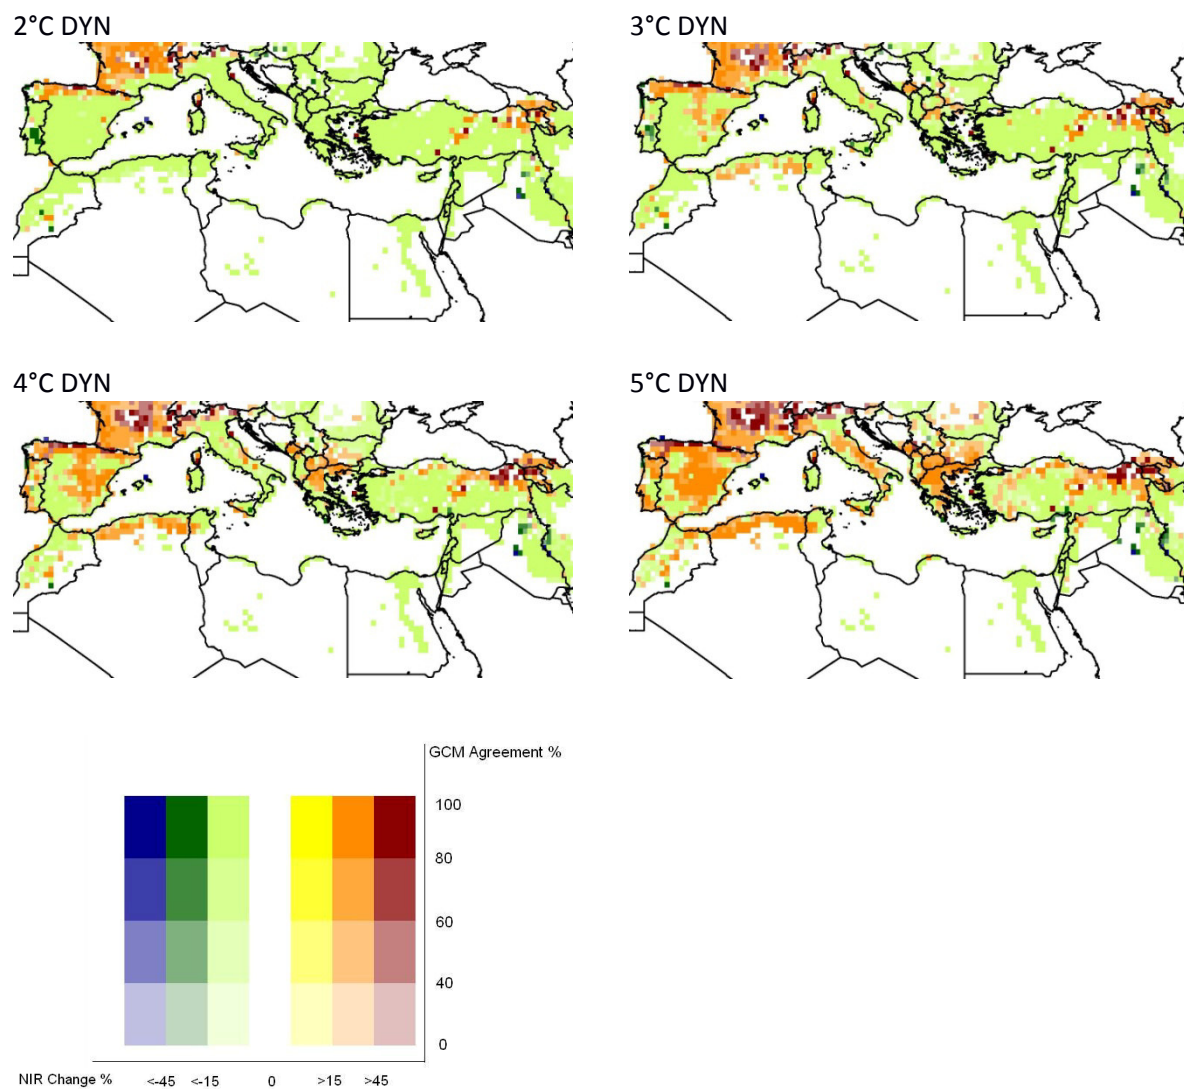 2°C DYN
3°C DYN
4°C DYN
5°C DYN
GCM Agreement %
100
80
60
40
0
NIR Change % <-45 <-15 0 >15 >45